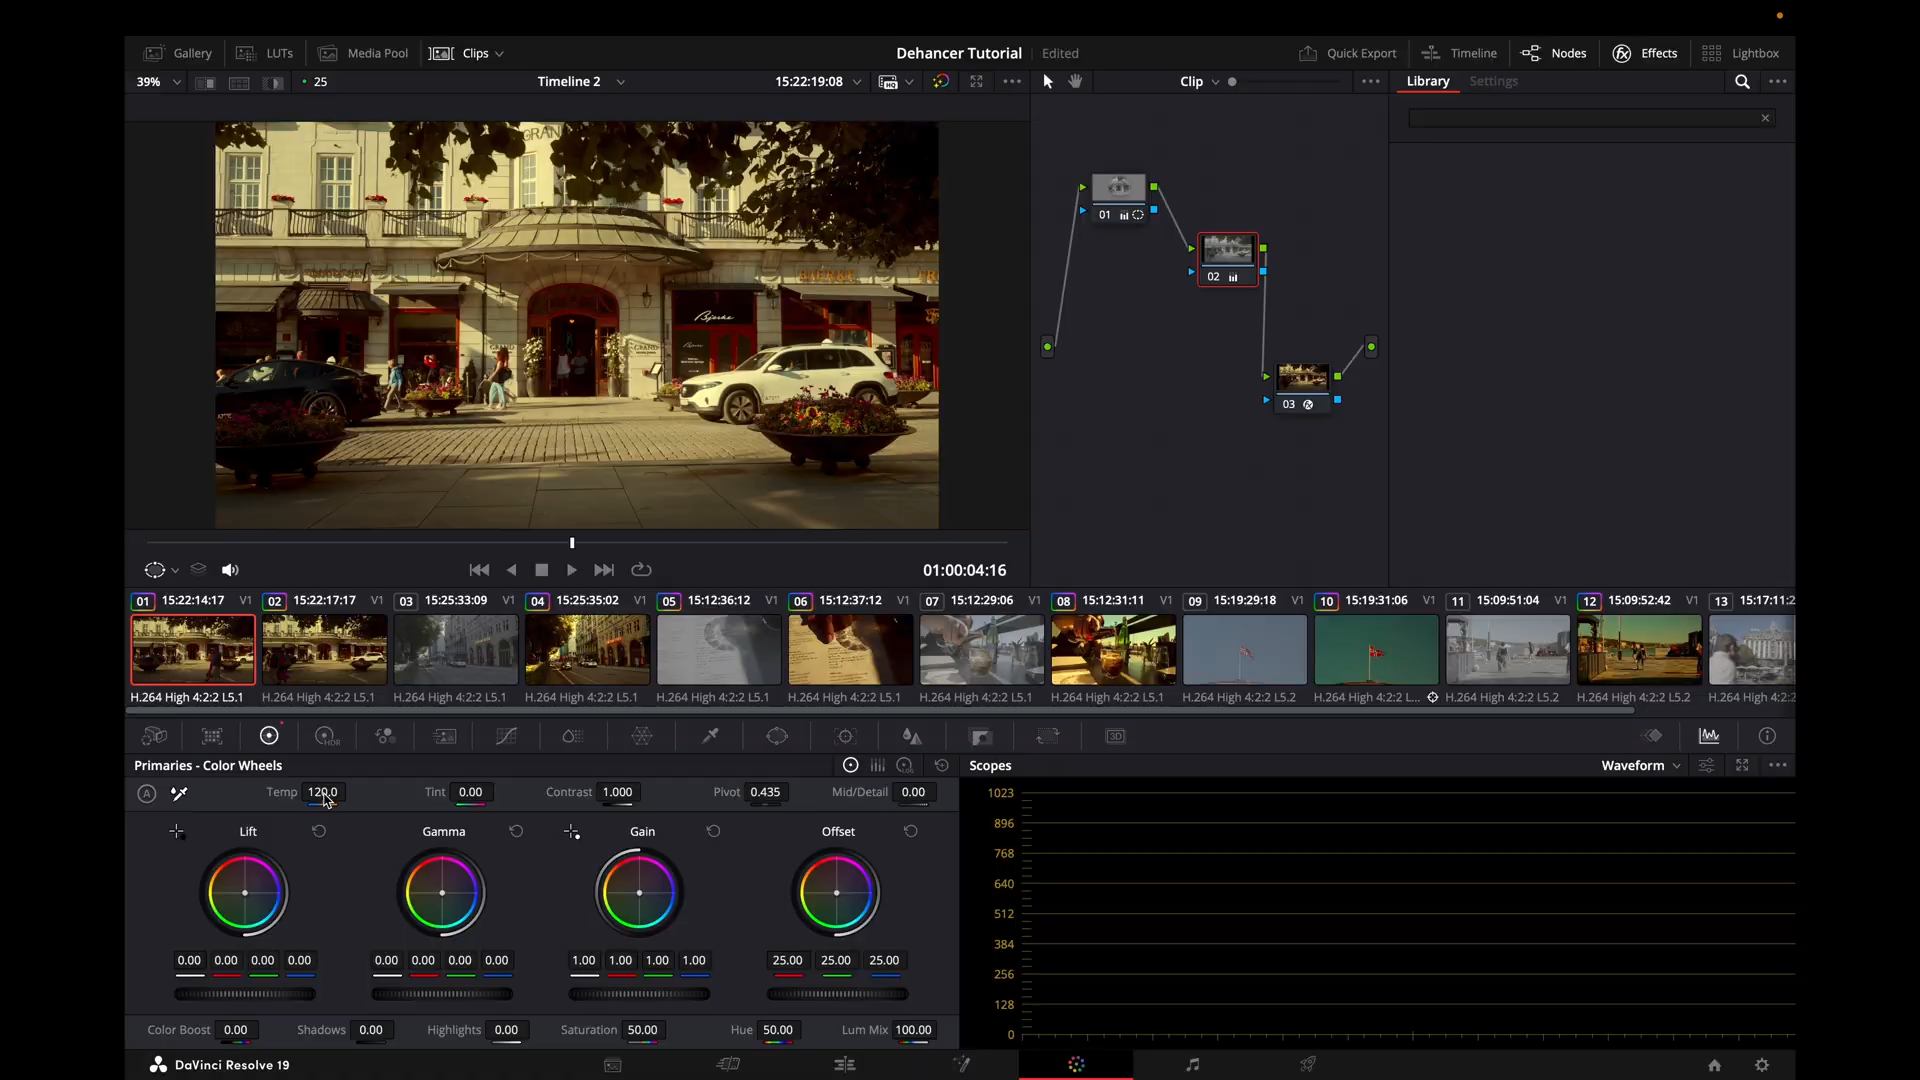 Gallery LUTs Media Pool Clips Dehancer Tutorial Edited Quick Export Timeline Nodes Effects Lightbox
39% 25 Timeline 2 15:22:19:08 HQ Clip Library Settings
GRAND
Bjerke
GRAND
01
02
03
01:00:04:16
01 15:22:14:17 V1 02 15:22:17:17 V1 03 15:25:33:09 V1 04 15:25:35:02 V1 05 15:12:36:12 V1 06 15:12:37:12 V1 07 15:12:29:06 V1 08 15:12:31:11 V1 09 15:19:29:18 V1 10 15:19:31:06 V1 11 15:09:51:04 V1 12 15:09:52:42 V1 13 15:17:11:2
H.264 High 4:2:2 L5.1 H.264 High 4:2:2 L5.1 H.264 High 4:2:2 L5.1 H.264 High 4:2:2 L5.1 H.264 High 4:2:2 L5.1 H.264 High 4:2:2 L5.1 H.264 High 4:2:2 L5.1 H.264 High 4:2:2 L5.1 H.264 High 4:2:2 L5.2 H.264 High 4:2:2 L... H.264 High 4:2:2 L5.2 H.264 High 4:2:2 L5.2 H.264 High 4:2:2
HDR 3D
Primaries - Color Wheels LOG Scopes Waveform
A Temp 120.0 Tint 0.00 Contrast 1.000 Pivot 0.435 Mid/Detail 0.00
Lift Gamma Gain Offset
0.00 0.00 0.00 0.00 0.00 0.00 0.00 0.00 1.00 1.00 1.00 1.00 25.00 25.00 25.00
Color Boost 0.00 Shadows 0.00 Highlights 0.00 Saturation 50.00 Hue 50.00 Lum Mix 100.00
1023
896
768
640
512
384
256
128
0
DaVinci Resolve 19